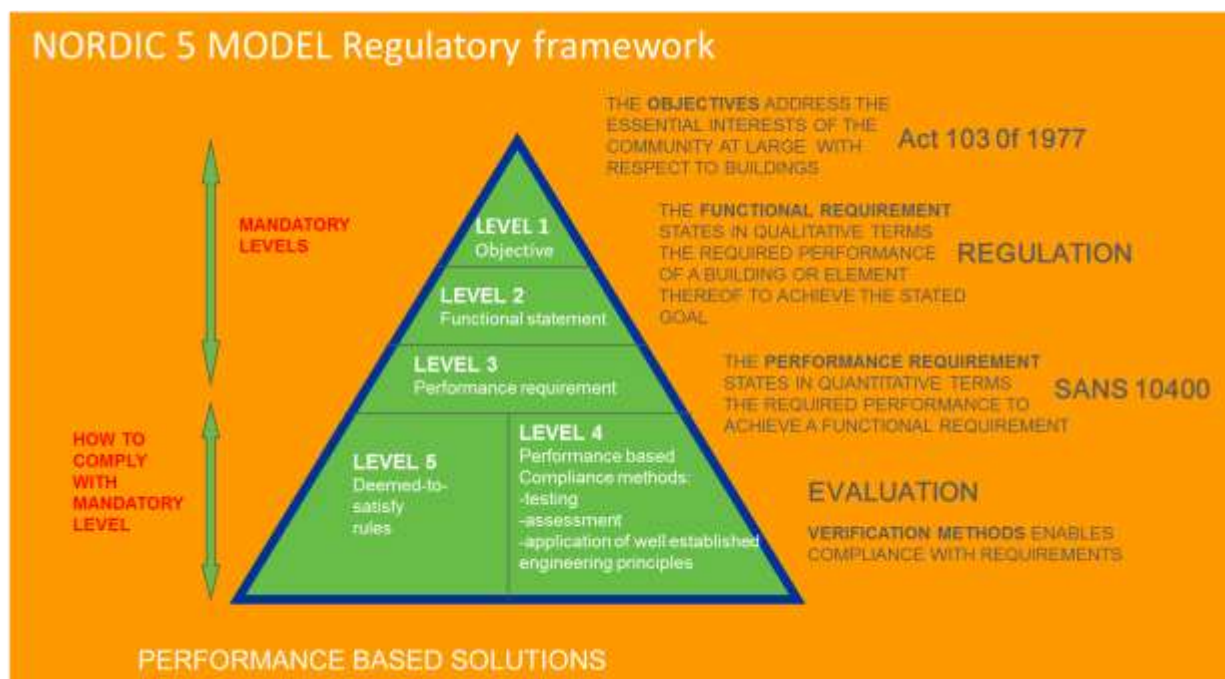 NORDIC 5 MODEL Regulatory framework
THE OBJECTIVES ADDRESS THE
ESSENTIAL INTERESTS OF THE
COMMUNITY AT LARGE WITH
RESPECT TO BUILDINGS
Act 103 0f 1977
MANDATORY
LEVELS
LEVEL 1
Objective
THE FUNCTIONAL REQUIREMENT
STATES IN QUALITATIVE TERMS
THE REQUIRED PERFORMANCE
OF A BUILDING OR ELEMENT
THEREOF TO ACHIEVE THE STATED
GOAL
REGULATION
LEVEL 2
Functional statement
LEVEL 3
Performance requirement
THE PERFORMANCE REQUIREMENT
STATES IN QUANTITATIVE TERMS
THE REQUIRED PERFORMANCE TO
ACHIEVE A FUNCTIONAL REQUIREMENT
SANS 10400
HOW TO
COMPLY
WITH
MANDATORY
LEVEL
LEVEL 5
Deemed-to-
satisfy
rules
LEVEL 4
Performance based
Compliance methods:
-testing
-assessment
-application of well established
engineering principles
EVALUATION
VERIFICATION METHODS ENABLES
COMPLIANCE WITH REQUIREMENTS
PERFORMANCE BASED SOLUTIONS